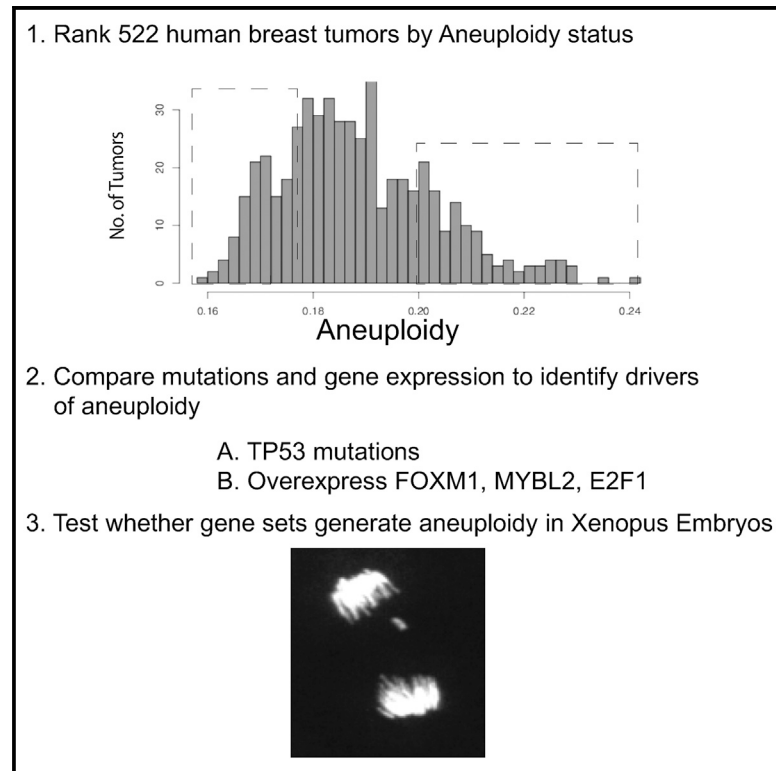 1. Rank 522 human breast tumors by Aneuploidy status
No. of Tumors
30
20
10
0
0.16 0.18 0.20 0.22 0.24
Aneuploidy
2. Compare mutations and gene expression to identify drivers
of aneuploidy
A. TP53 mutations
B. Overexpress FOXM1, MYBL2, E2F1
3. Test whether gene sets generate aneuploidy in Xenopus Embryos